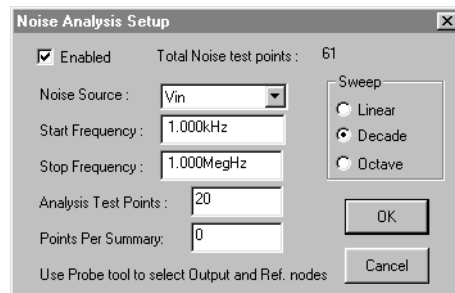 Noise Analysis Setup
Enabled
Total Noise test points : 61
Noise Source : Vin
Start Frequency : 1.000kHz
Stop Frequency : 1.000MegHz
Analysis Test Points : 20
Points Per Summary: 0
Sweep
Linear
Decade
Octave
OK
Cancel
Use Probe tool to select Output and Ref. nodes